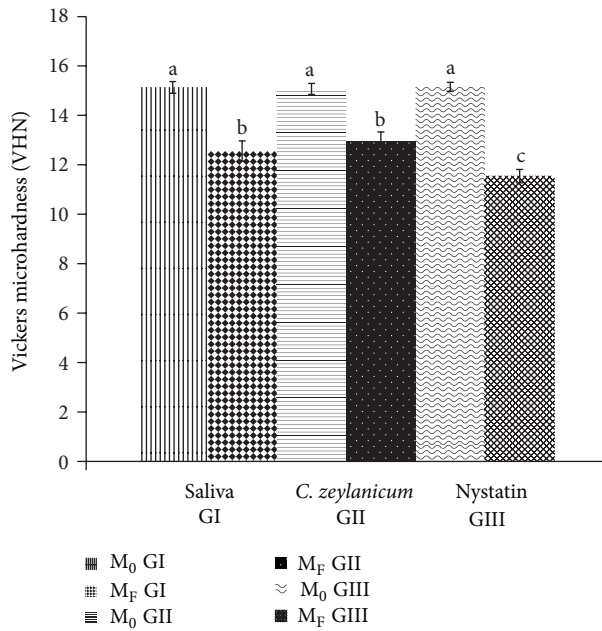 Vickers microhardness (VHN)
18
16
14
12
10
8
6
4
2
0
a
b
a
b
a
c
Saliva
GI
C. zeylanicum
GII
Nystatin
GIII
M0 GI
MF GI
M0 GII
MF GII
M0 GIII
MF GIII